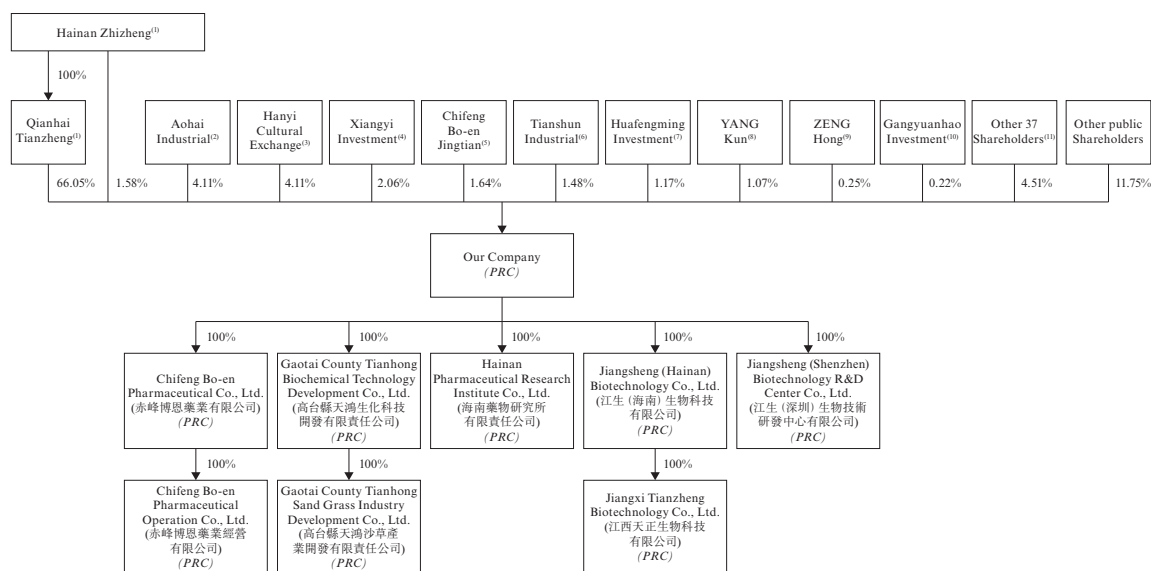 Hainan Zhizheng(1)
100%
Qianhai
Tianzheng(1)
Aohai
Industrial(2)
Hanyi
Cultural
Exchange(3)
Xiangyi
Investment(4)
Chifeng
Bo-en
Jingtian(5)
Tianshun
Industrial(6)
Huafengming
Investment(7)
YANG
Kun(8)
ZENG
Hong(9)
Gangyuanhao
Investment(10)
Other 37
Shareholders(11)
Other public
Shareholders
66.05%
1.58%
4.11%
4.11%
2.06%
1.64%
1.48%
1.17%
1.07%
0.25%
0.22%
4.51%
11.75%
Our Company
(PRC)
100%
100%
100%
100%
100%
Chifeng Bo-en
Pharmaceutical Co., Ltd.
(赤峰博恩藥業有限公司)
(PRC)
Gaotai County Tianhong
Biochemical Technology
Development Co., Ltd.
(高台縣天鴻生化科技
開發有限責任公司)
(PRC)
Hainan
Pharmaceutical Research
Institute Co., Ltd.
(海南藥物研究所
有限責任公司)
(PRC)
Jiangsheng (Hainan)
Biotechnology Co., Ltd.
(江生(海南)生物科技
有限公司)
(PRC)
Jiangsheng (Shenzhen)
Biotechnology R&D
Center Co., Ltd.
(江生(深圳)生物技術
研發中心有限公司)
(PRC)
100%
100%
100%
Chifeng Bo-en
Pharmaceutical
Operation Co., Ltd.
(赤峰博恩藥業經營
有限公司)
(PRC)
Gaotai County Tianhong
Sand Grass Industry
Development Co., Ltd.
(高台縣天鴻沙草產
業開發有限責任公司)
(PRC)
Jiangxi Tianzheng
Biotechnology Co., Ltd.
(江西天正生物科技
有限公司)
(PRC)